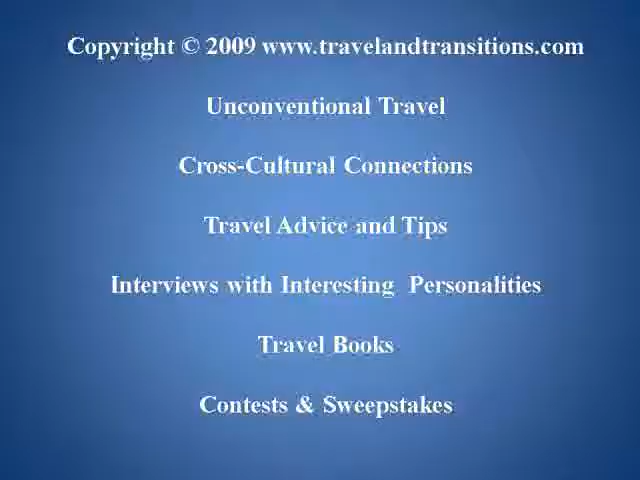 Copyright © 2009 www.travelandtransitions.com
Unconventional Travel
Cross-Cultural Connections
Travel Advice and Tips
Interviews with Interesting Personalities
Travel Books
Contests & Sweepstakes